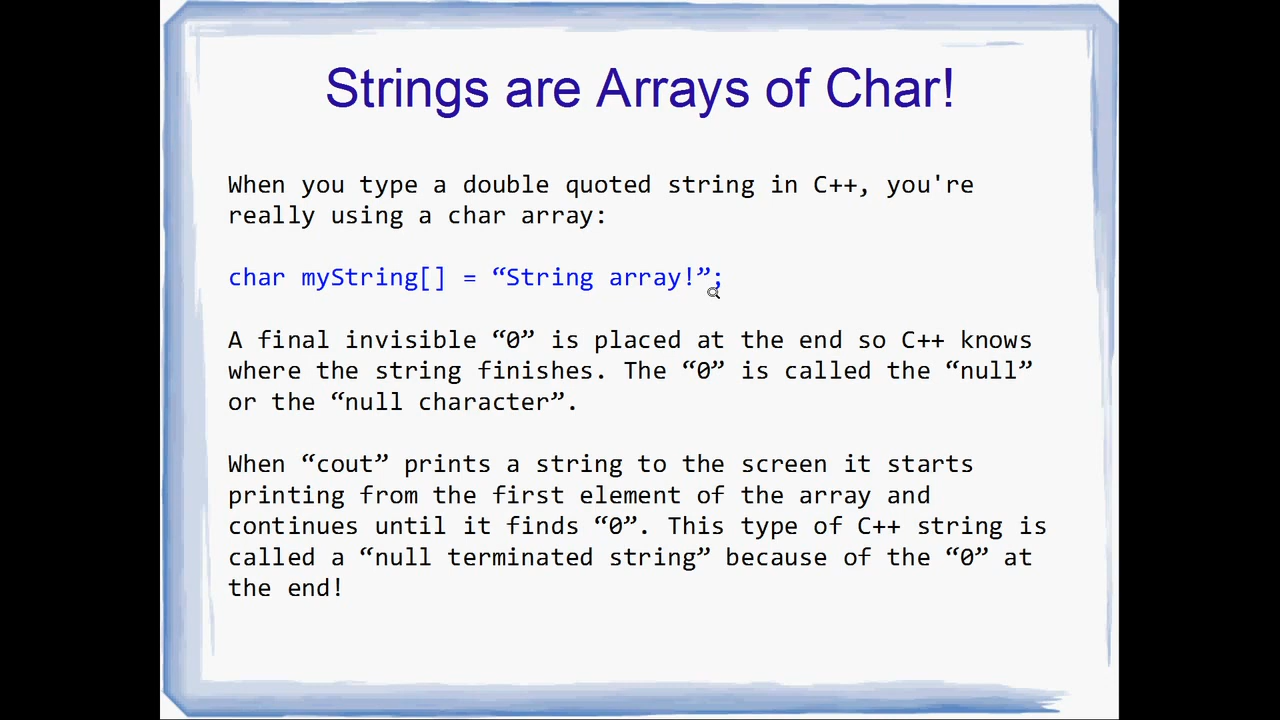 Strings are Arrays of Char!
When you type a double quoted string in C++, you're
really using a char array:
char myString[] = “String array!”;
A final invisible “0” is placed at the end so C++ knows
where the string finishes. The “0” is called the “null”
or the “null character”.
When “cout” prints a string to the screen it starts
printing from the first element of the array and
continues until it finds “0”. This type of C++ string is
called a “null terminated string” because of the “0” at
the end!